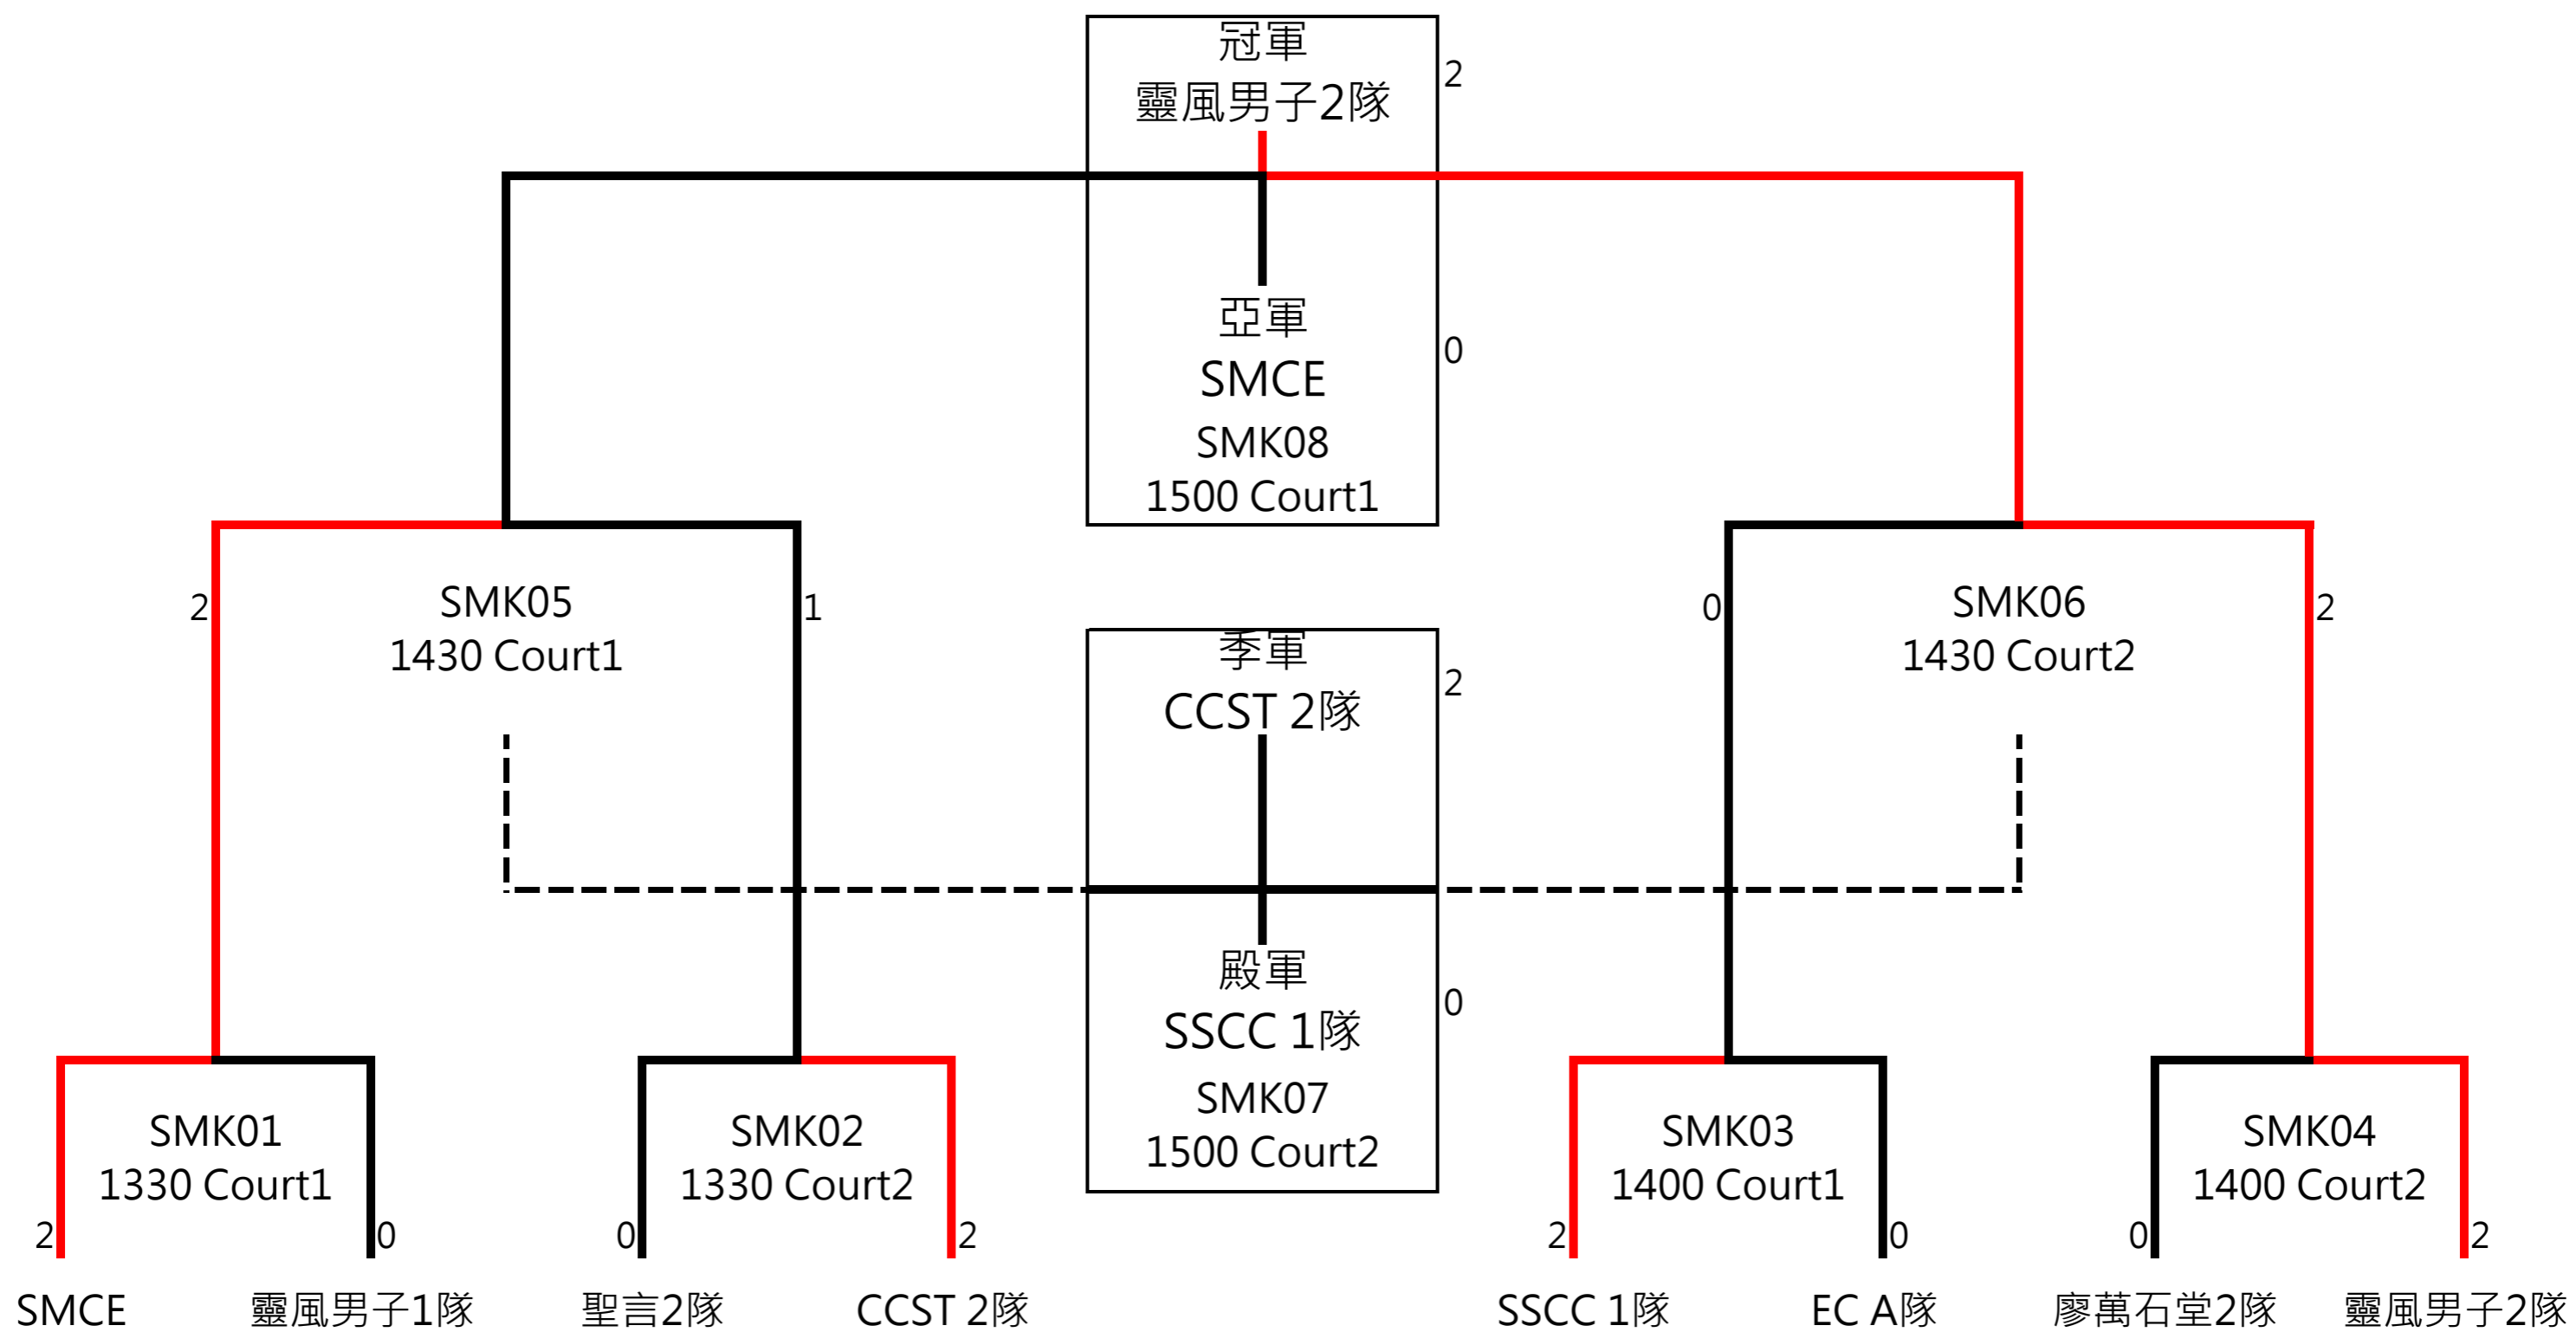 冠軍
靈風男子2隊
2
亞軍
SMCE
0
SMK08
1500 Court1
2
SMK05
1430 Court1
1
0
SMK06
1430 Court2
2
季軍
CCST 2隊
2
殿軍
SSCC 1隊
0
SMK07
1500 Court2
SMK01
1330 Court1
2
0
SMK02
1330 Court2
0
2
SMK03
1400 Court1
2
0
SMK04
1400 Court2
0
2
SMCE
靈風男子1隊
聖言2隊
CCST 2隊
SSCC 1隊
EC A隊
廖萬石堂2隊
靈風男子2隊